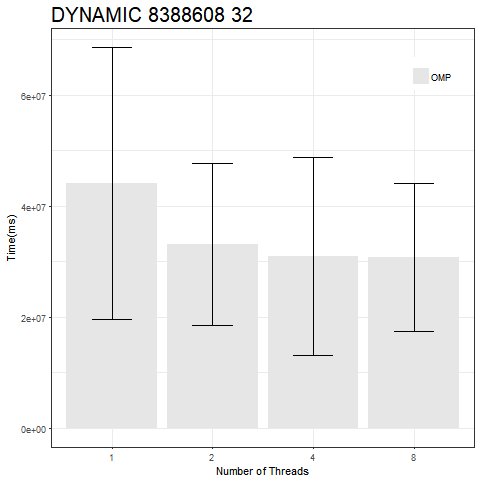 DYNAMIC 8388608 32
OMP
6e+07
4e+07
2e+07
0e+00
Time(ms)
1 2 4 8
Number of Threads